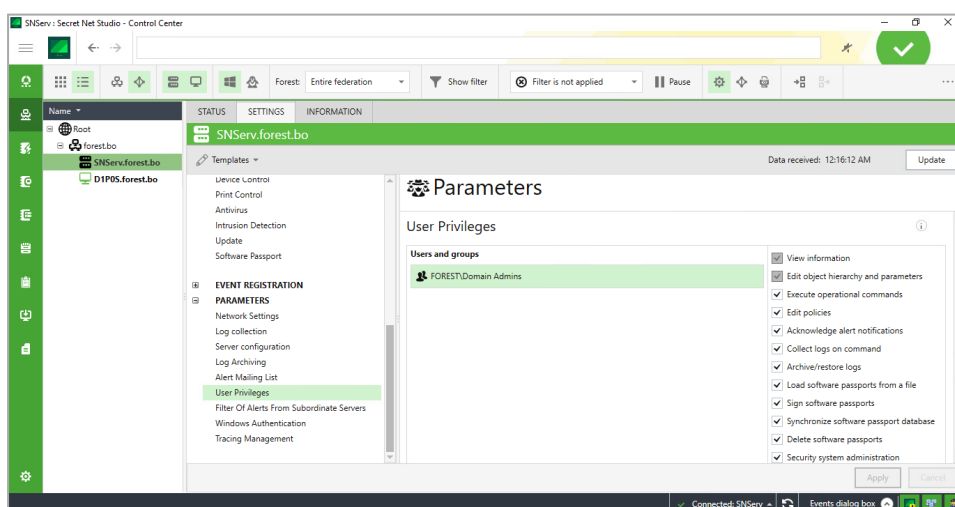 SNServ : Secret Net Studio - Control Center
Forest: Entire federation Show filter Filter is not applied Pause
Name
Root
forest.bo
SNServ.forest.bo
D1P0S.forest.bo
STATUS SETTINGS INFORMATION
SNServ.forest.bo
Templates Data received: 12:16:12 AM Update
Device Control
Print Control
Antivirus
Intrusion Detection
Update
Software Passport
EVENT REGISTRATION
PARAMETERS
Network Settings
Log collection
Server configuration
Log Archiving
Alert Mailing List
User Privileges
Filter Of Alerts From Subordinate Servers
Windows Authentication
Tracing Management
Parameters
User Privileges
Users and groups
FOREST\Domain Admins
View information
Edit object hierarchy and parameters
Execute operational commands
Edit policies
Acknowledge alert notifications
Collect logs on command
Archive/restore logs
Load software passports from a file
Sign software passports
Synchronize software passport database
Delete software passports
Security system administration
Apply Cancel
Connected: SNServ Events dialog box